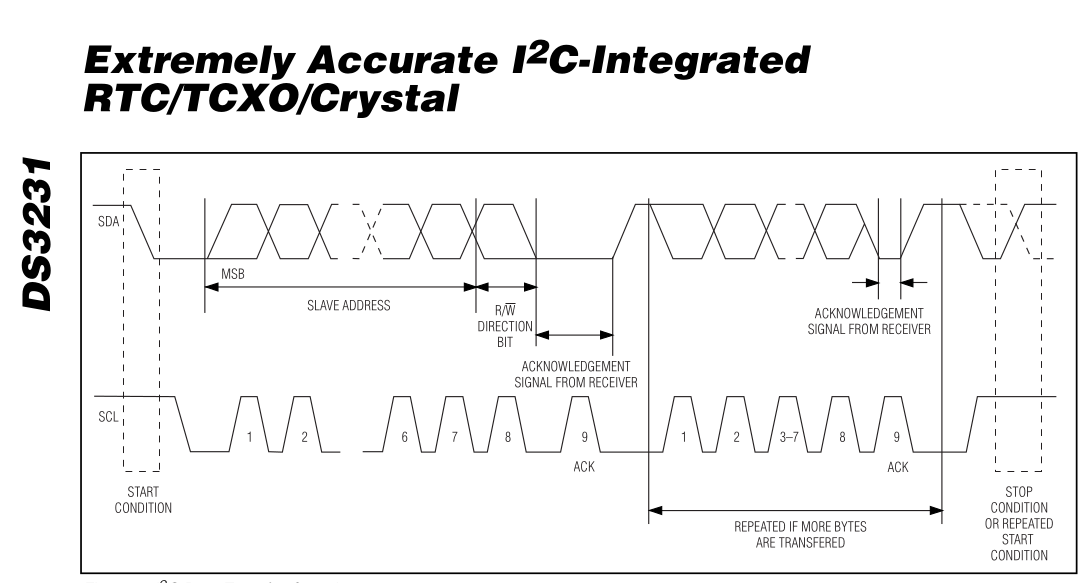 Extremely Accurate I²C-Integrated
RTC/TCXO/Crystal
DS3231
SDA
MSB
SLAVE ADDRESS
R/W̅
DIRECTION
BIT
ACKNOWLEDGEMENT
SIGNAL FROM RECEIVER
ACKNOWLEDGEMENT
SIGNAL FROM RECEIVER
SCL
1 2 6 7 8 9 1 2 3–7 8 9
ACK ACK
START
CONDITION
REPEATED IF MORE BYTES
ARE TRANSFERED
STOP
CONDITION
OR REPEATED
START
CONDITION